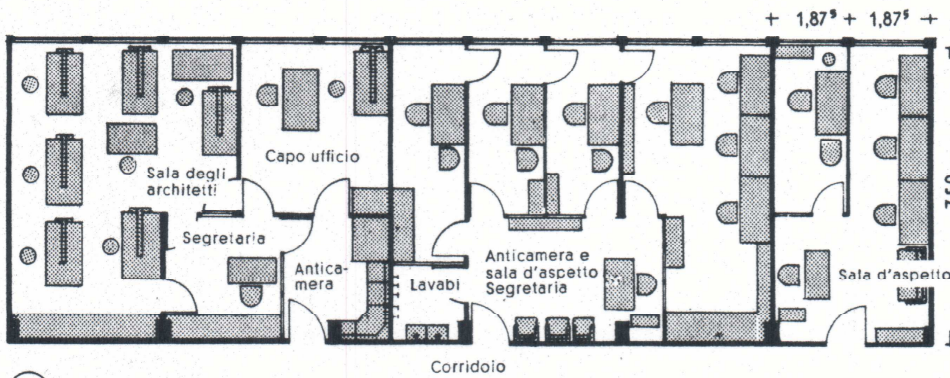 1,87⁵ 1,87⁵
Capo ufficio
Sala degli
architetti
Segretaria
Antica-
mera
Lavabi
Anticamera e
sala d'aspetto
Segretaria
Sala d'aspetto
Corridoio